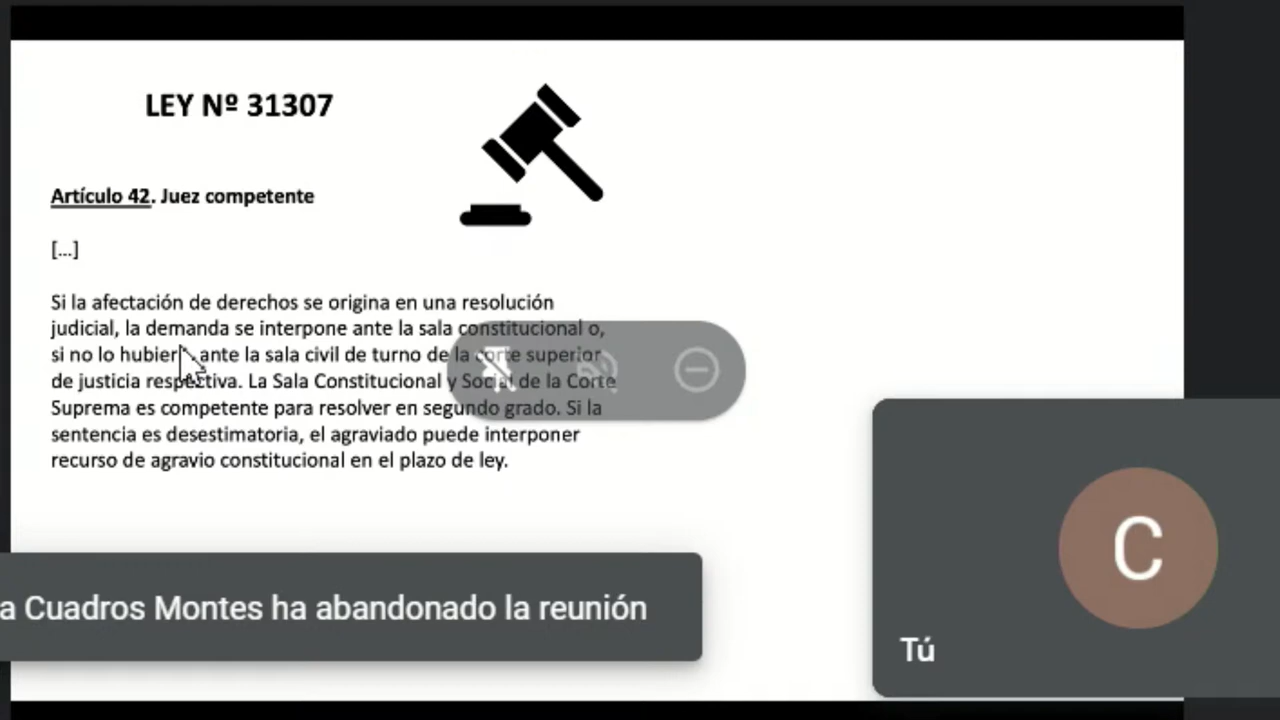 LEY Nº 31307
Artículo 42. Juez competente
[...]
Si la afectación de derechos se origina en una resolución
judicial, la demanda se interpone ante la sala constitucional o,
si no lo hubiera, ante la sala civil de turno de la corte superior
de justicia respectiva. La Sala Constitucional y Social de la Corte
Suprema es competente para resolver en segundo grado. Si la
sentencia es desestimatoria, el agraviado puede interponer
recurso de agravio constitucional en el plazo de ley.
a Cuadros Montes ha abandonado la reunión
C
Tú